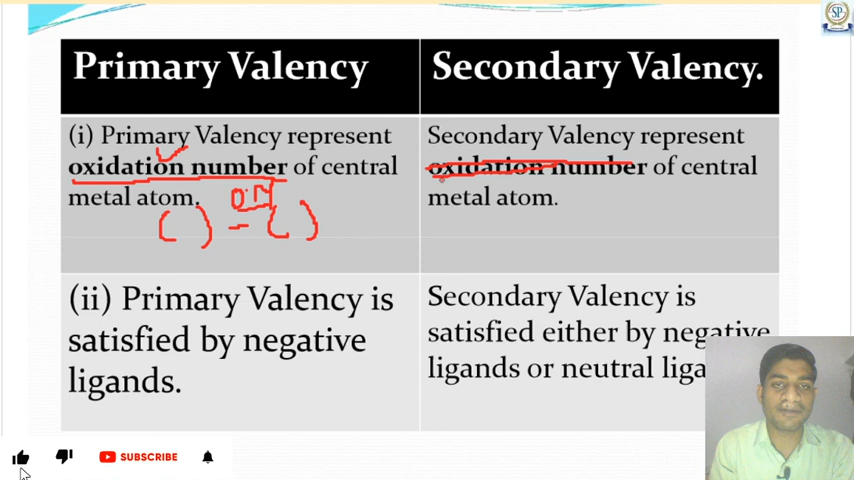 SP
Primary Valency
Secondary Valency.
(i) Primary Valency represent
oxidation number of central
metal atom.
O.N
( ) - ( )
Secondary Valency represent
oxidation number of central
metal atom.
(ii) Primary Valency is
satisfied by negative
ligands.
Secondary Valency is
satisfied either by negative
ligands or neutral liga
SUBSCRIBE